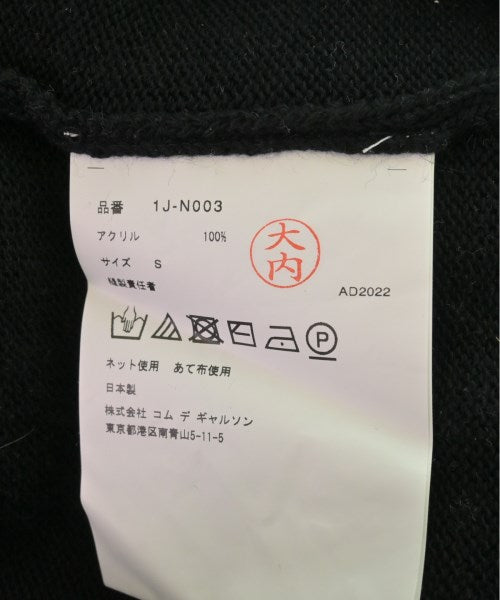 品番 1J-N003
アクリル 100%
大内
サイズ S
縫製責任者 AD2022
P
ネット使用 あて布使用
日本製
株式会社 コム デ ギャルソン
東京都港区南青山5-11-5